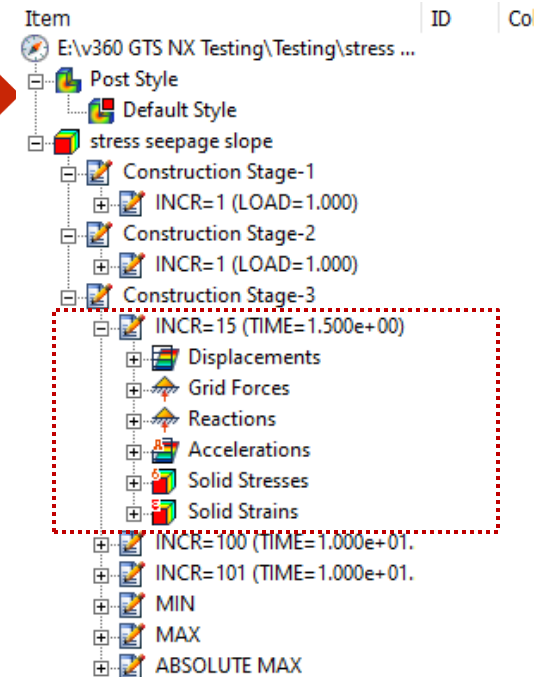 Item ID Col
E:\v360 GTS NX Testing\Testing\stress ...
Post Style
Default Style
stress seepage slope
Construction Stage-1
INCR=1 (LOAD=1.000)
Construction Stage-2
INCR=1 (LOAD=1.000)
Construction Stage-3
INCR=15 (TIME=1.500e+00)
Displacements
Grid Forces
Reactions
Accelerations
Solid Stresses
Solid Strains
INCR=100 (TIME=1.000e+01.
INCR=101 (TIME=1.000e+01.
MIN
MAX
ABSOLUTE MAX